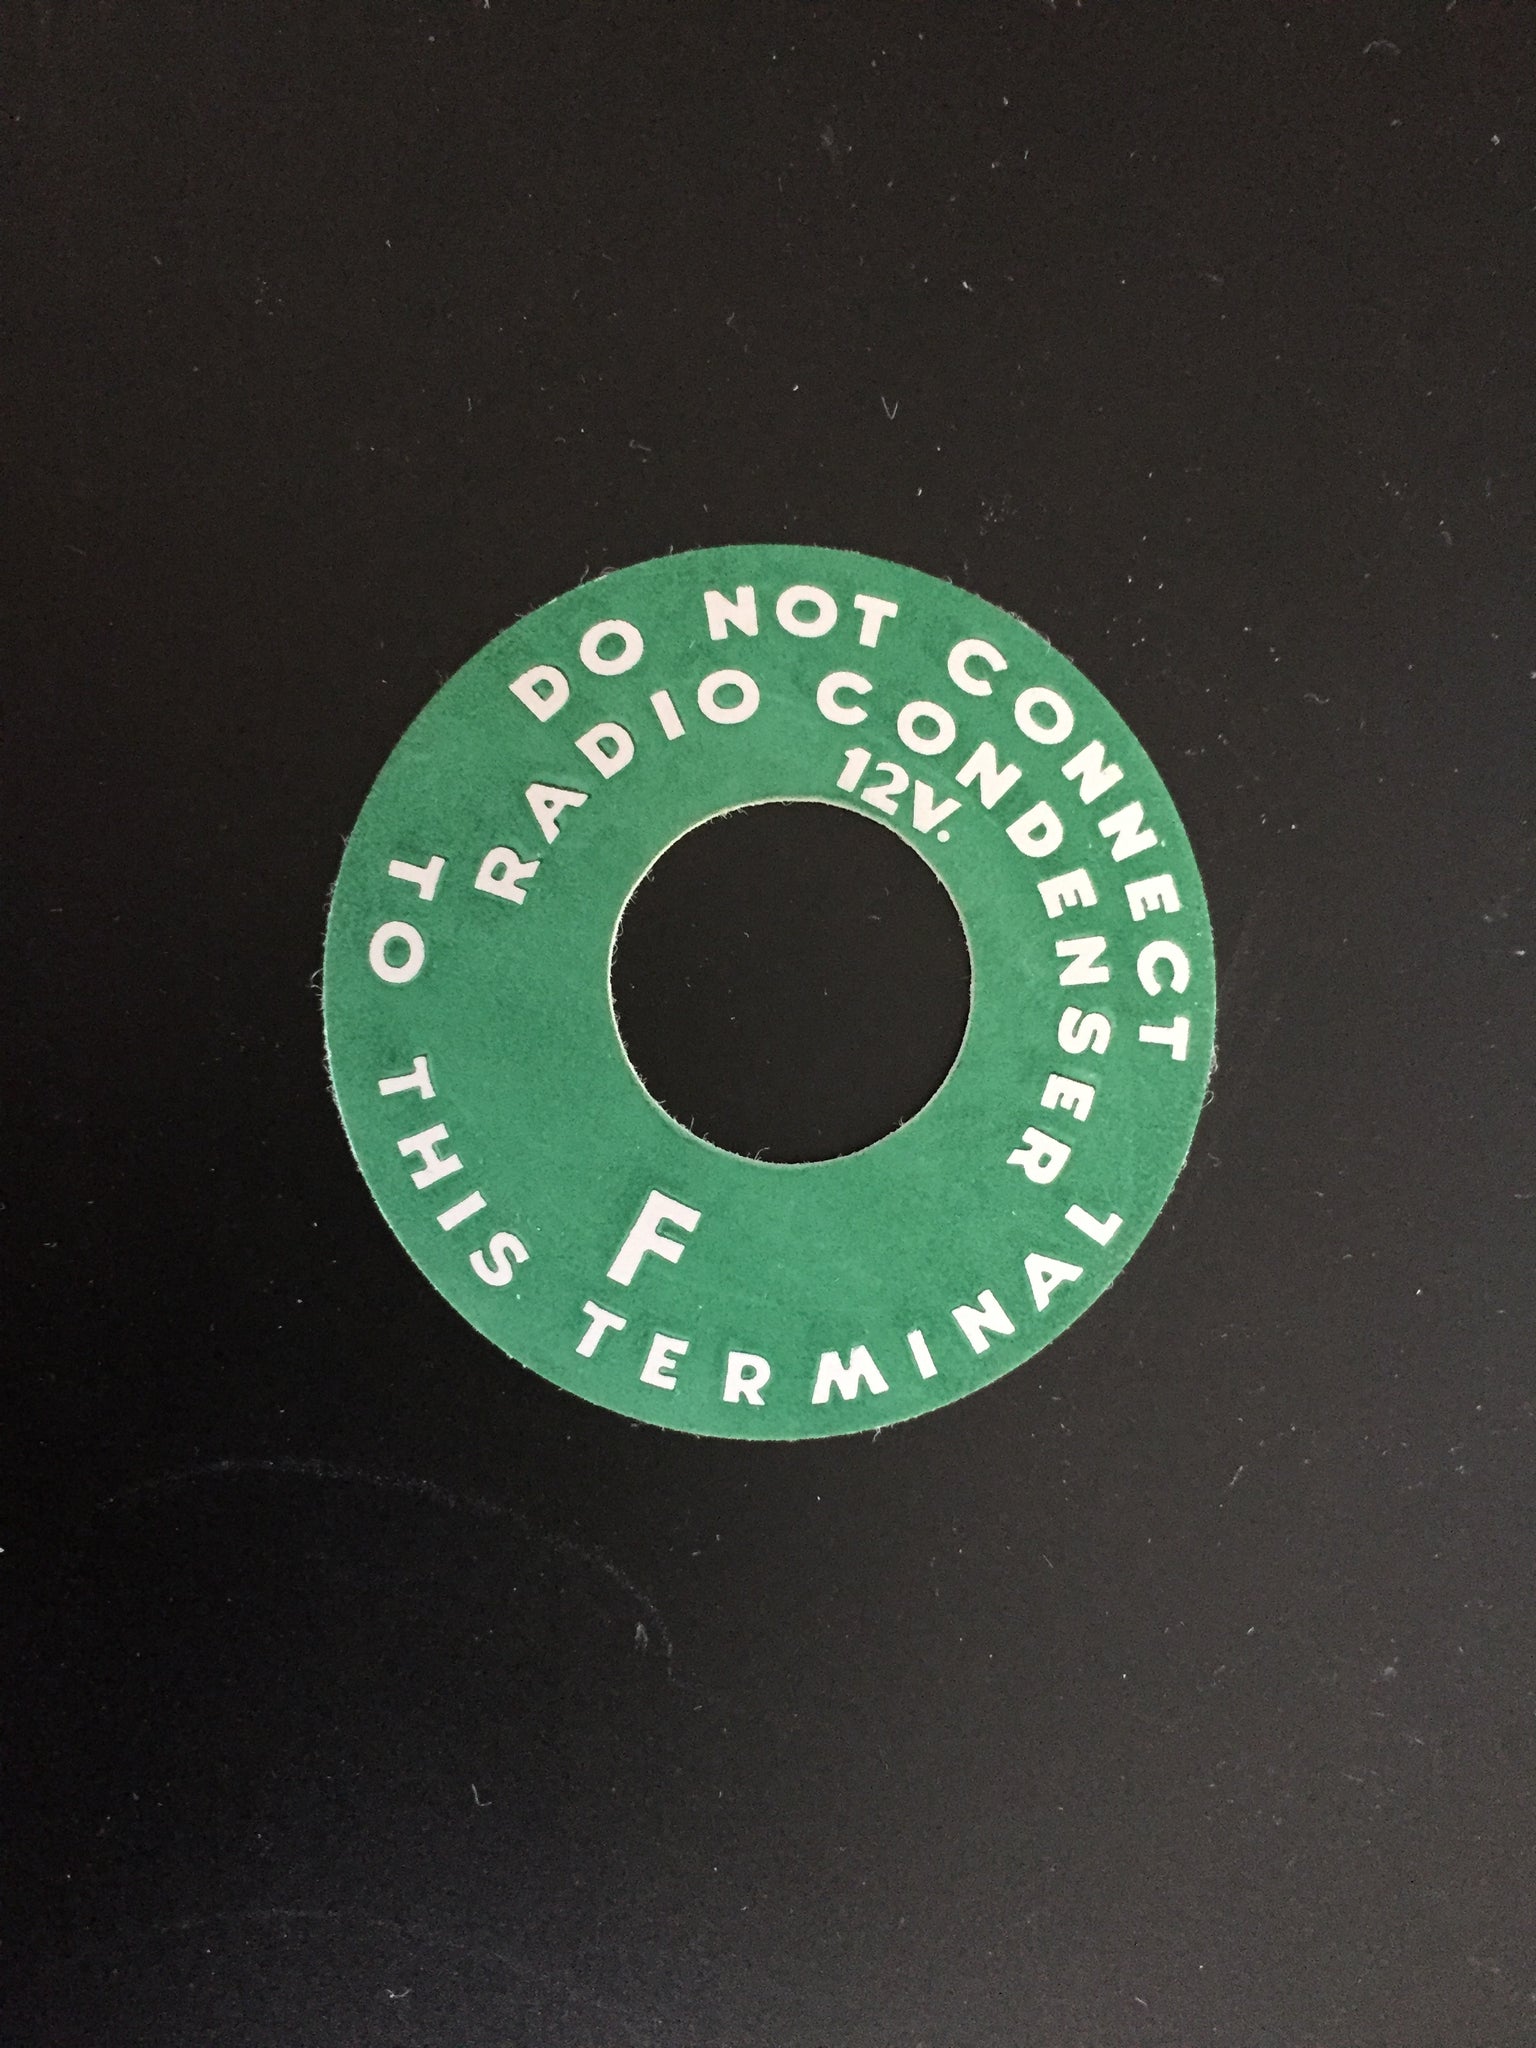 DO NOT CONNECT
RADIO CONDENSER
12V.
F
TO THIS TERMINAL